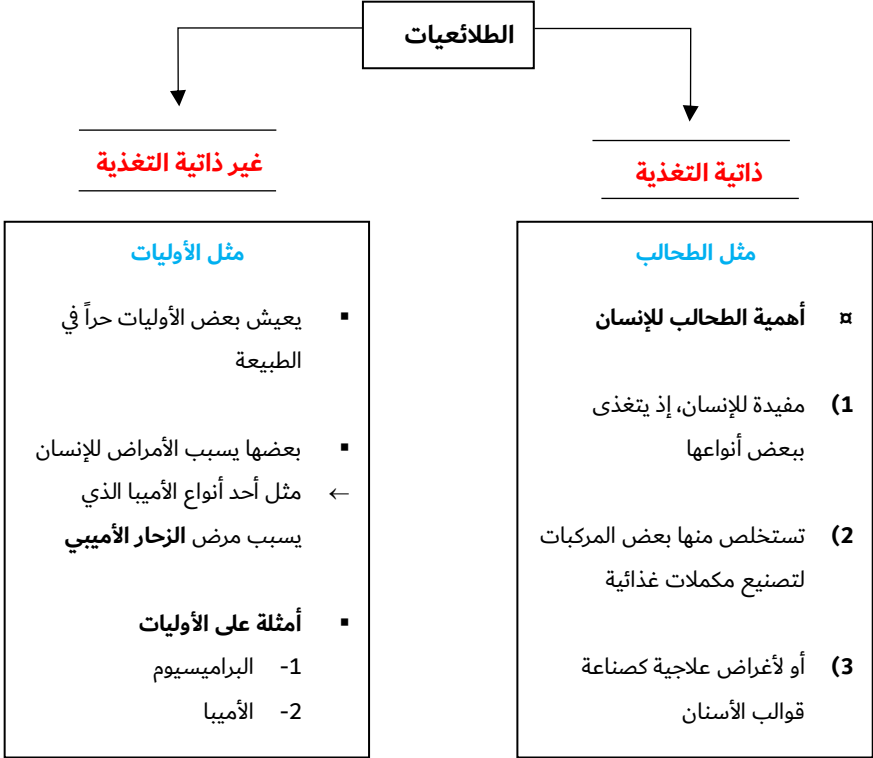 الطلائعيات
ذاتية التغذية
مثل الطحالب
¤ أهمية الطحالب للإنسان
1) مفيدة للإنسان، إذ يتغذى
ببعض أنواعها
2) تستخلص منها بعض المركبات
لتصنيع مكملات غذائية
3) أو لأغراض علاجية كصناعة
قوالب الأسنان
غير ذاتية التغذية
مثل الأوليات
▪ يعيش بعض الأوليات حراً في
الطبيعة
▪ بعضها يسبب الأمراض للإنسان
← مثل أحد أنواع الأميبا الذي
يسبب مرض الزحار الأميبي
▪ أمثلة على الأوليات
1- البراميسيوم
2- الأميبا